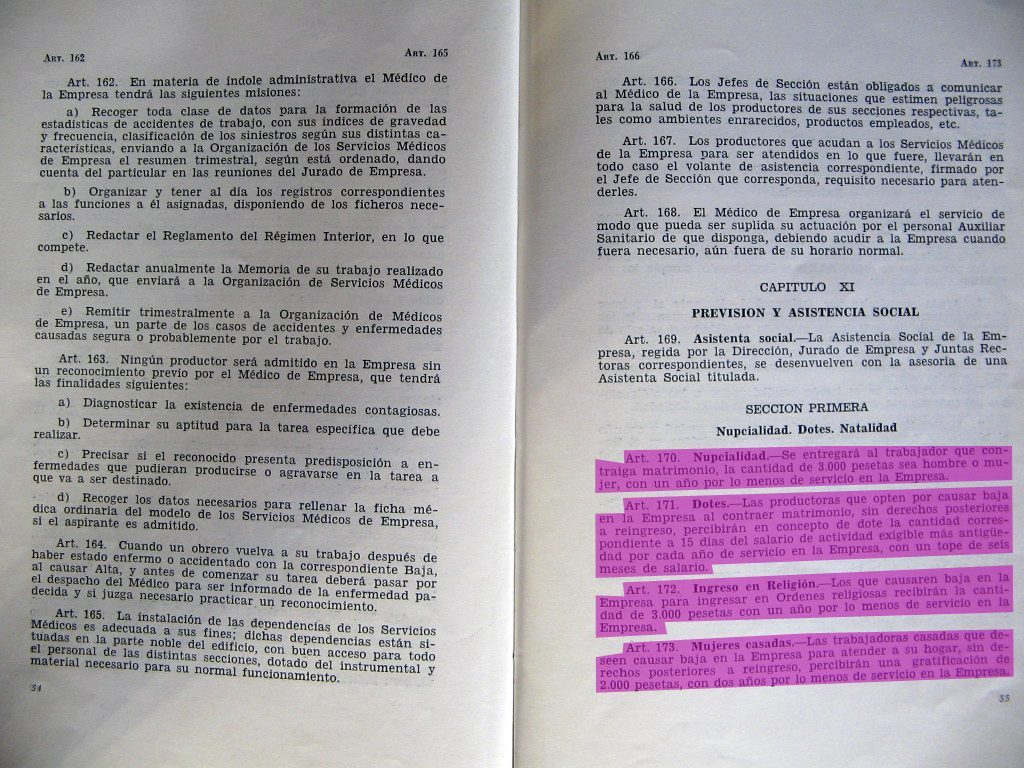 ART. 162
ART. 165
Art. 162. En materia de índole administrativa el Médico de
la Empresa tendrá las siguientes misiones:
a) Recoger toda clase de datos para la formación de las
estadísticas de accidentes de trabajo, con sus índices de gravedad
y frecuencia, clasificación de los siniestros según sus distintas ca-
racterísticas, enviando a la Organización de los Servicios Médicos
de Empresa el resumen trimestral, según está ordenado, dando
cuenta del particular en las reuniones del Jurado de Empresa.
b) Organizar y tener al día los registros correspondientes
a las funciones a él asignadas, disponiendo de los ficheros nece-
sarios.
c) Redactar el Reglamento del Régimen Interior, en lo que
compete.
d) Redactar anualmente la Memoria de su trabajo realizado
en el año, que enviará a la Organización de Servicios Médicos
de Empresa.
e) Remitir trimestralmente a la Organización de Médicos
de Empresa, un parte de los casos de accidentes y enfermedades
causadas segura o probablemente por el trabajo.
Art. 163. Ningún productor será admitido en la Empresa sin
un reconocimiento previo por el Médico de Empresa, que tendrá
las finalidades siguientes:
a) Diagnosticar la existencia de enfermedades contagiosas.
b) Determinar su aptitud para la tarea específica que debe
realizar.
c) Precisar si el reconocido presenta predisposición a en-
fermedades que pudieran producirse o agravarse en la tarea a
que va a ser destinado.
d) Recoger los datos necesarios para rellenar la ficha mé-
dica ordinaria del modelo de los Servicios Médicos de Empresa,
si el aspirante es admitido.
Art. 164. Cuando un obrero vuelva a su trabajo después de
haber estado enfermo o accidentado con la correspondiente Baja,
al causar Alta, y antes de comenzar su tarea deberá pasar por
el despacho del Médico para ser informado de la enfermedad pa-
decida y si juzga necesario practicar un reconocimiento.
Art. 165. La instalación de las dependencias de los Servicios
Médicos es adecuada a sus fines; dichas dependencias están si-
tuadas en la parte noble del edificio, con buen acceso para todo
el personal de las distintas secciones, dotado del instrumental y
material necesario para su normal funcionamiento.
54
ART. 166
ART. 173
Art. 166. Los Jefes de Sección están obligados a comunicar
al Médico de la Empresa, las situaciones que estimen peligrosas
para la salud de los productores de sus secciones respectivas, ta-
les como ambientes enrarecidos, productos empleados, etc.
Art. 167. Los productores que acudan a los Servicios Médicos
de la Empresa para ser atendidos en lo que fuere, llevarán en
todo caso el volante de asistencia correspondiente, firmado por
el Jefe de Sección que corresponda, requisito necesario para aten-
derles.
Art. 168. El Médico de Empresa organizará el servicio de
modo que pueda ser suplida su actuación por el personal Auxiliar
Sanitario de que disponga, debiendo acudir a la Empresa cuando
fuera necesario, aún fuera de su horario normal.
CAPITULO XI
PREVISION Y ASISTENCIA SOCIAL
Art. 169. Asistenta social.—La Asistencia Social de la Em-
presa, regida por la Dirección, Jurado de Empresa y Juntas Rec-
toras correspondientes, se desenvuelven con la asesoría de una
Asistenta Social titulada.
SECCION PRIMERA
Nupcialidad. Dotes. Natalidad
Art. 170. Nupcialidad.—Se entregará al trabajador que con-
traiga matrimonio, la cantidad de 3.000 pesetas sea hombre o mu-
jer, con un año por lo menos de servicio en la Empresa.
Art. 171. Dotes.—Las productoras que opten por causar baja
en la Empresa al contraer matrimonio, sin derechos posteriores
a reingreso, percibirán en concepto de dote la cantidad corres-
pondiente a 15 días del salario de actividad exigible más antigüe-
dad por cada año de servicio en la Empresa, con un tope de seis
meses de salario.
Art. 172. Ingreso en Religión.—Los que causaren baja en la
Empresa para ingresar en Ordenes religiosas recibirán la canti-
dad de 3.000 pesetas con un año por lo menos de servicio en la
Empresa.
Art. 173. Mujeres casadas.—Las trabajadoras casadas que de-
seen causar baja en la Empresa para atender a su hogar, sin de-
rechos posteriores a reingreso, percibirán una gratificación de
2.000 pesetas, con dos años por lo menos de servicio en la Empresa.
55